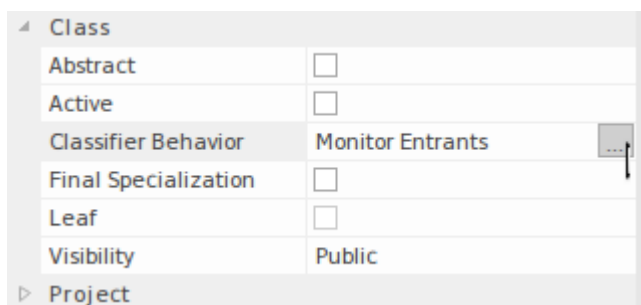 Class
Abstract
Active
Classifier Behavior Monitor Entrants ...
Final Specialization
Leaf
Visibility Public
Project